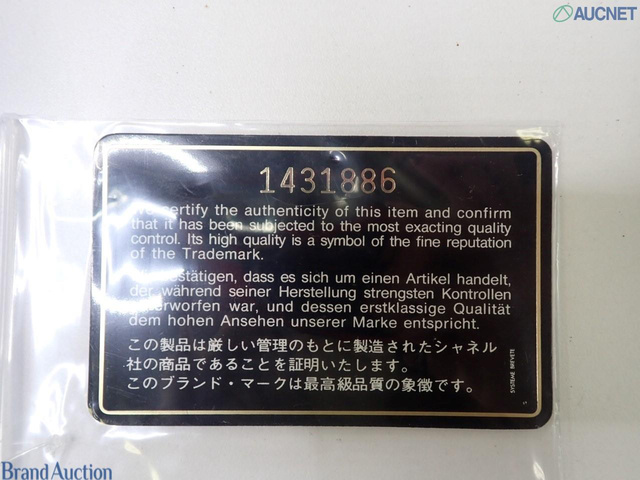 AUCNET
1431886
We certify the authenticity of this item and confirm
that it has been subjected to the most exacting quality
control. Its high quality is a symbol of the fine reputation
of the Trademark.
bestätigen, dass es sich um einen Artikel handelt,
der während seiner Herstellung strengsten Kontrollen
unterworfen war, und dessen erstklassige Qualität
dem hohen Ansehen unserer Marke entspricht.
この製品は厳しい管理のもとに製造されたシャネル
社の商品であることを証明いたします。
このブランド・マークは最高級品質の象徴です。
SYSTEME BREVETE
Brand Auction